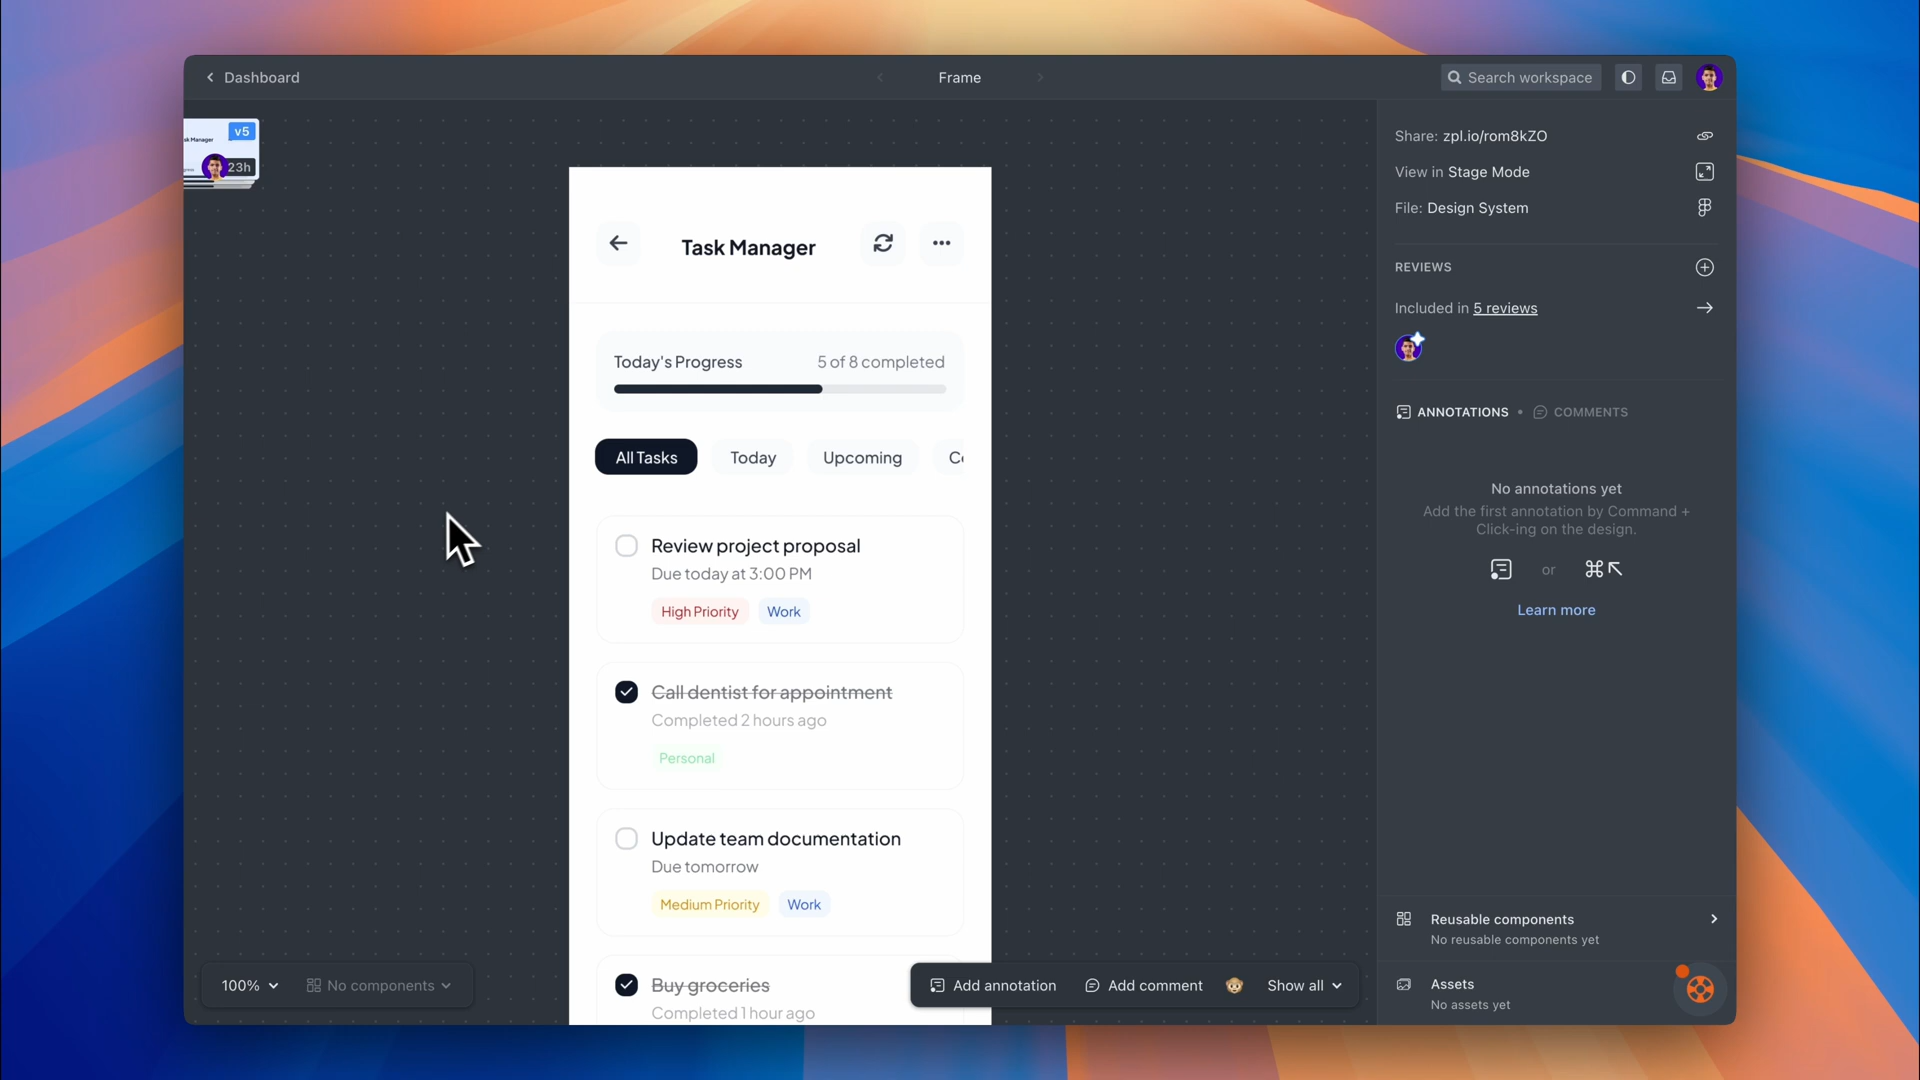 Dashboard
Frame
Search workspace
sk Manager
v5
23h
Task Manager
Today's Progress
5 of 8 completed
All Tasks
Today
Upcoming
Co
Review project proposal
Due today at 3:00 PM
High Priority
Work
Call dentist for appointment
Completed 2 hours ago
Personal
Update team documentation
Due tomorrow
Medium Priority
Work
Buy groceries
Completed 1 hour ago
100%
No components
Add annotation
Add comment
Show all
Share: zpl.io/rom8kZO
View in Stage Mode
File: Design System
REVIEWS
Included in 5 reviews
ANNOTATIONS • COMMENTS
No annotations yet
Add the first annotation by Command +
Click-ing on the design.
or
⌘
Learn more
Reusable components
No reusable components yet
Assets
No assets yet